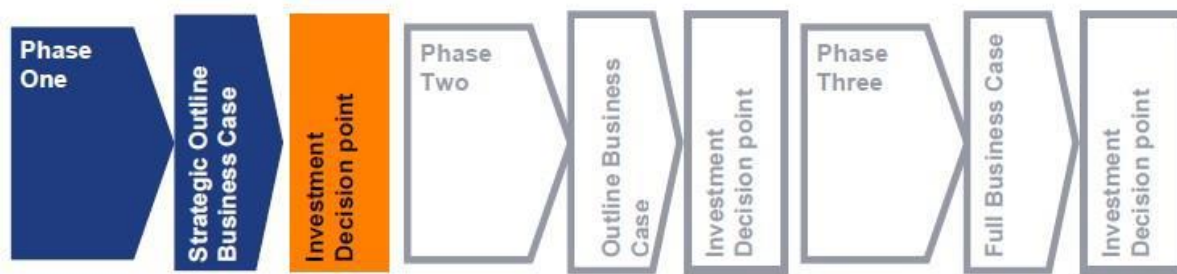 Phase
One
Strategic Outline
Business Case
Investment
Decision point
Phase
Two
Outline Business
Case
Investment
Decision point
Phase
Three
Full Business Case
Investment
Decision point